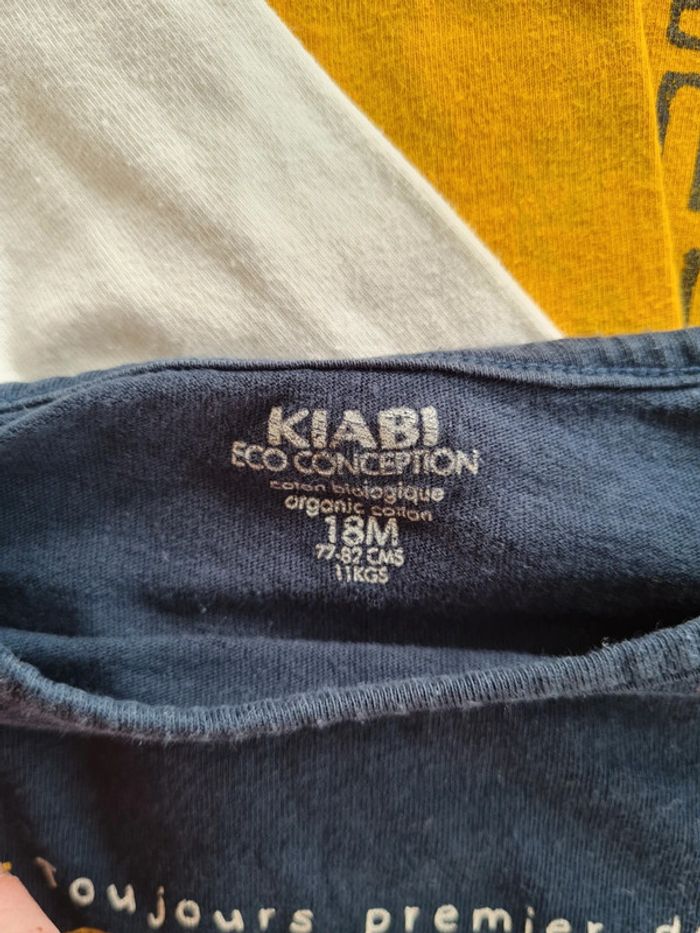 KIABI
ECO CONCEPTION
coton biologique
organic cotton
18M
77-82 CMS
11KGS
Toujours premier